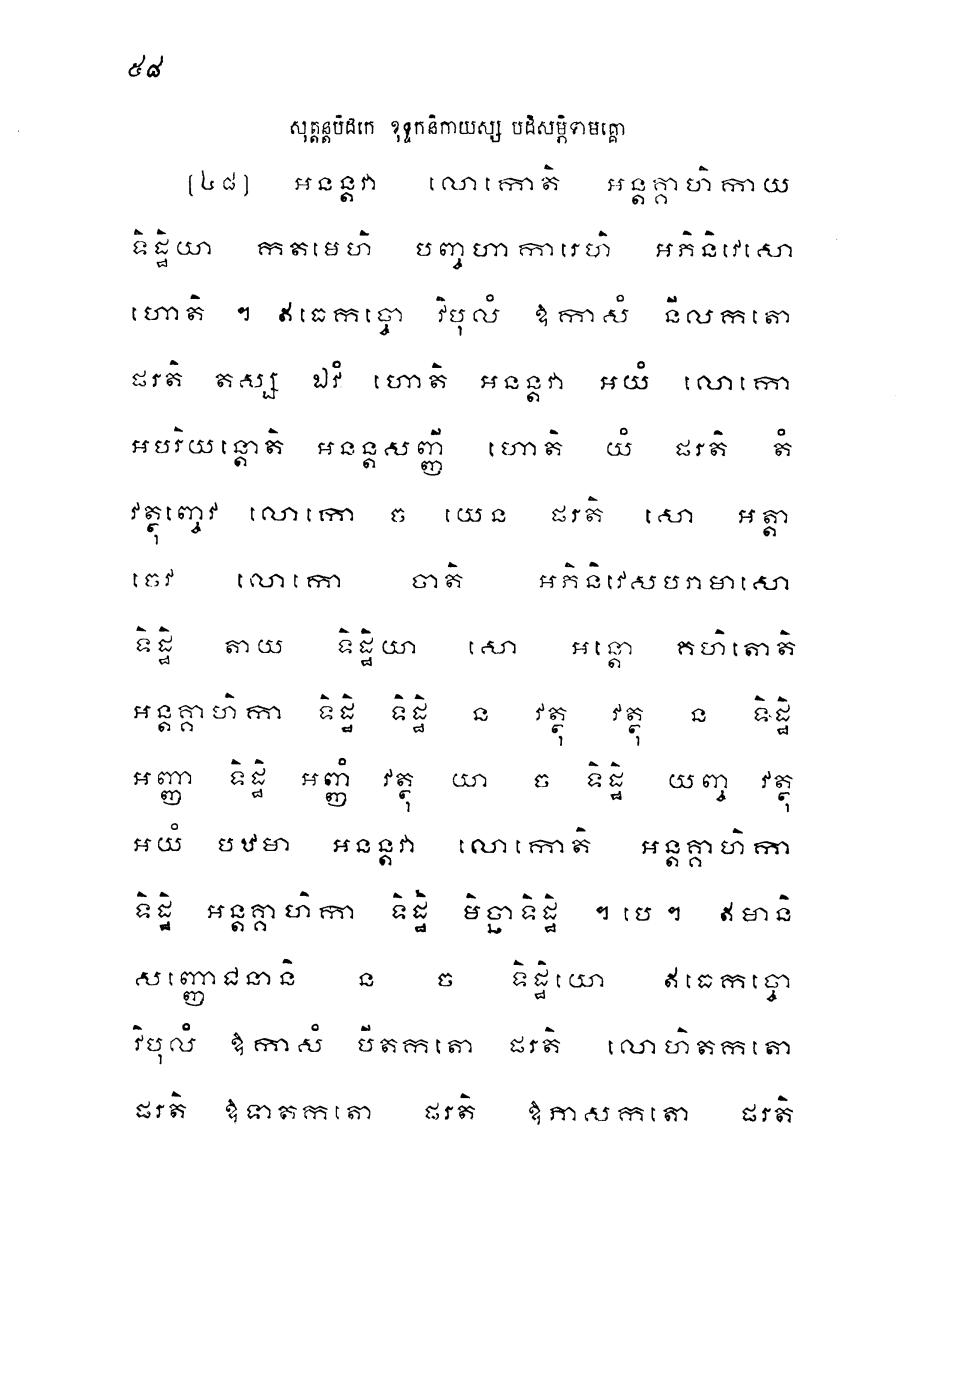 ៥៨
សុត្តន្តបិដកេ ខុទ្ទកនិកាយស្ស បដិសម្ភិទាមគ្គោ
[៤៨] អនន្តវា លោកោតិ អន្តគ្គាហិកាយ
ទិដ្ឋិយា កតមេហិ បញ្ចហាការេហិ អភិនិវេសោ
ហោតិ ។ ឥធេកច្ចោ វិបុលំ ឱកាសំ នីលកតោ
ផរតិ តស្ស ឯវំ ហោតិ អនន្តវា អយំ លោកោ
អបរិយន្តោតិ អនន្តសញ្ញី ហោតិ យំ ផរតិ តំ
វត្ថុញ្ចេវ លោកោ ច យេន ផរតិ សោ អត្តា
ចេវ លោកោ ចាតិ អភិនិវេសបរាមាសោ
ទិដ្ឋិ តាយ ទិដ្ឋិយា សោ អន្តោ គហិតោតិ
អន្តគ្គាហិកា ទិដ្ឋិ ទិដ្ឋិ ន វត្ថុ វត្ថុ ន ទិដ្ឋិ
អញ្ញា ទិដ្ឋិ អញ្ញំ វត្ថុ យា ច ទិដ្ឋិ យញ្ច វត្ថុ
អយំ បឋមា អនន្តវា លោកោតិ អន្តគ្គាហិកា
ទិដ្ឋិ អន្តគ្គាហិកា ទិដ្ឋិ មិច្ឆាទិដ្ឋិ ។ បេ ។ ឥមានិ
សញ្ញោជនានិ ន ច ទិដ្ឋិយោ ឥធេកច្ចោ
វិបុលំ ឱកាសំ បីតកតោ ផរតិ លោហិតកតោ
ផរតិ ឱទាតកតោ ផរតិ ឱភាសកតោ ផរតិ